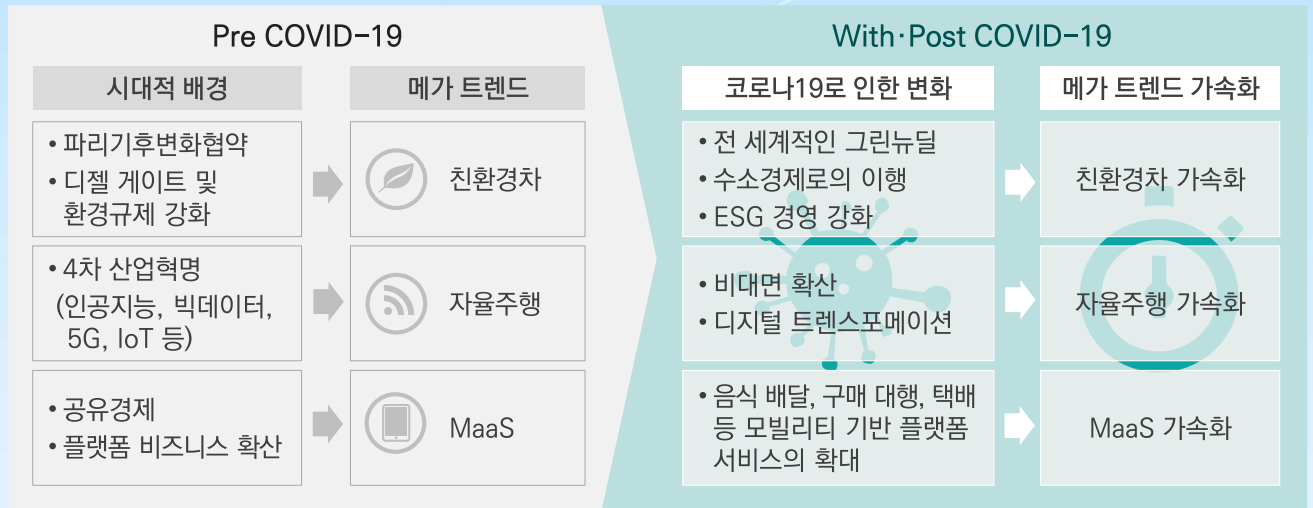 Pre COVID-19
시대적 배경
메가 트렌드
• 파리기후변화협약
• 디젤 게이트 및
환경규제 강화
친환경차
• 4차 산업혁명
(인공지능, 빅데이터,
5G, IoT 등)
자율주행
• 공유경제
• 플랫폼 비즈니스 확산
MaaS
With·Post COVID-19
코로나19로 인한 변화
메가 트렌드 가속화
• 전 세계적인 그린뉴딜
• 수소경제로의 이행
• ESG 경영 강화
친환경차 가속화
• 비대면 확산
• 디지털 트렌스포메이션
자율주행 가속화
• 음식 배달, 구매 대행, 택배
등 모빌리티 기반 플랫폼
서비스의 확대
MaaS 가속화